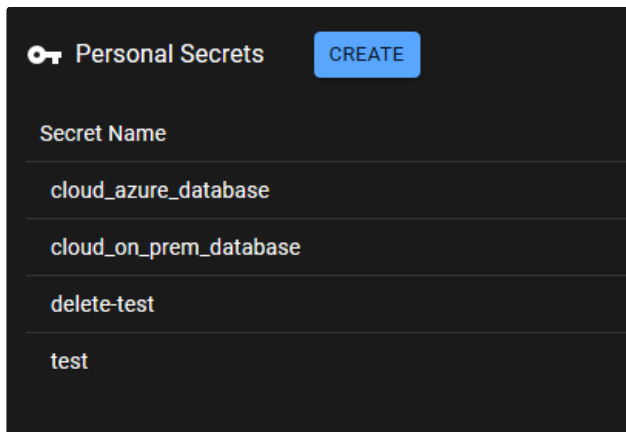 Personal Secrets CREATE
Secret Name
cloud_azure_database
cloud_on_prem_database
delete-test
test